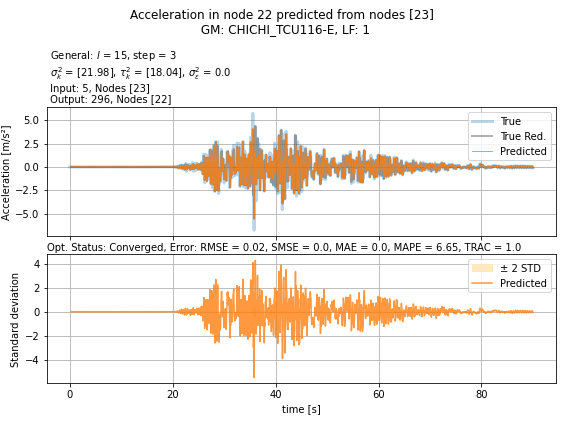 Acceleration in node 22 predicted from nodes [23]
GM: CHICHI_TCU116-E, LF: 1
General: l = 15, step = 3
σ²ₖ = [21.98], τ²ₖ = [18.04], σ²ε = 0.0
Input: 5, Nodes [23]
Output: 296, Nodes [22]
Acceleration [m/s²]
5.0
2.5
0.0
−2.5
−5.0
True
True Red.
Predicted
Opt. Status: Converged, Error: RMSE = 0.02, SMSE = 0.0, MAE = 0.0, MAPE = 6.65, TRAC = 1.0
Standard deviation
4
2
0
−2
−4
± 2 STD
Predicted
0 20 40 60 80
time [s]